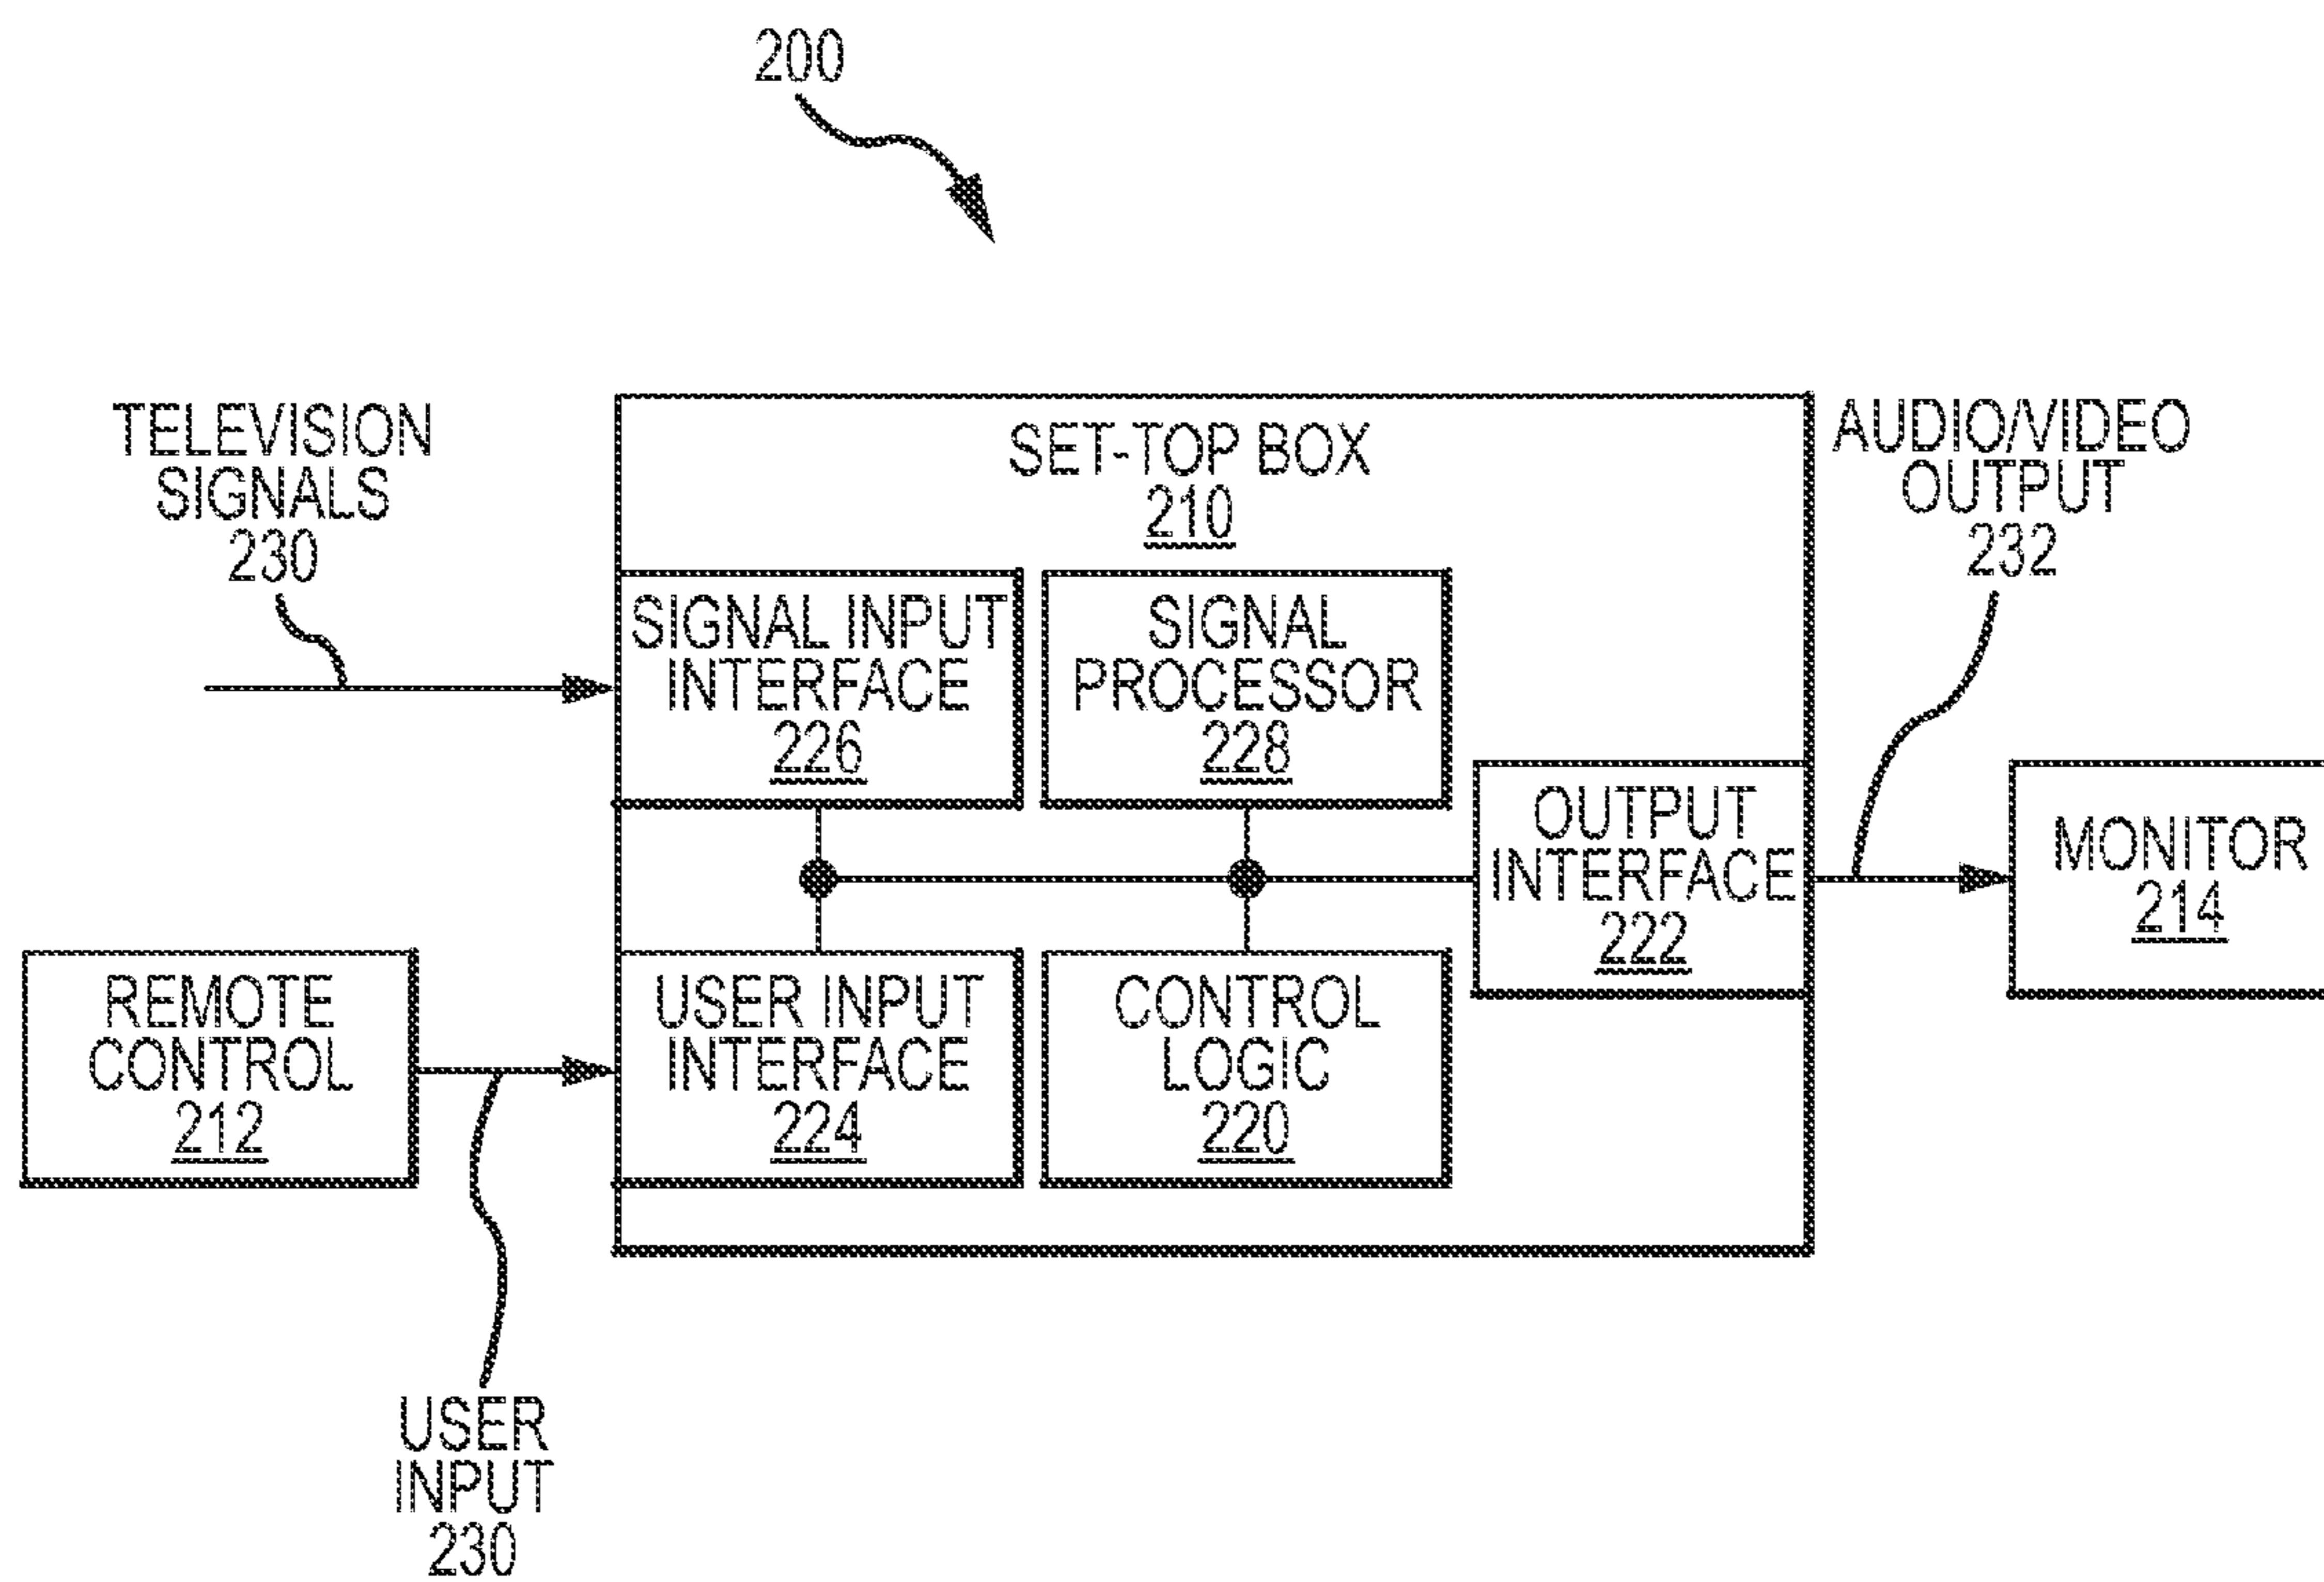 200
TELEVISION
SIGNALS
230
SET-TOP BOX
210
AUDIO/VIDEO
OUTPUT
232
SIGNAL INPUT
INTERFACE
226
SIGNAL
PROCESSOR
228
OUTPUT
INTERFACE
222
MONITOR
214
REMOTE
CONTROL
212
USER INPUT
INTERFACE
224
CONTROL
LOGIC
220
USER
INPUT
230